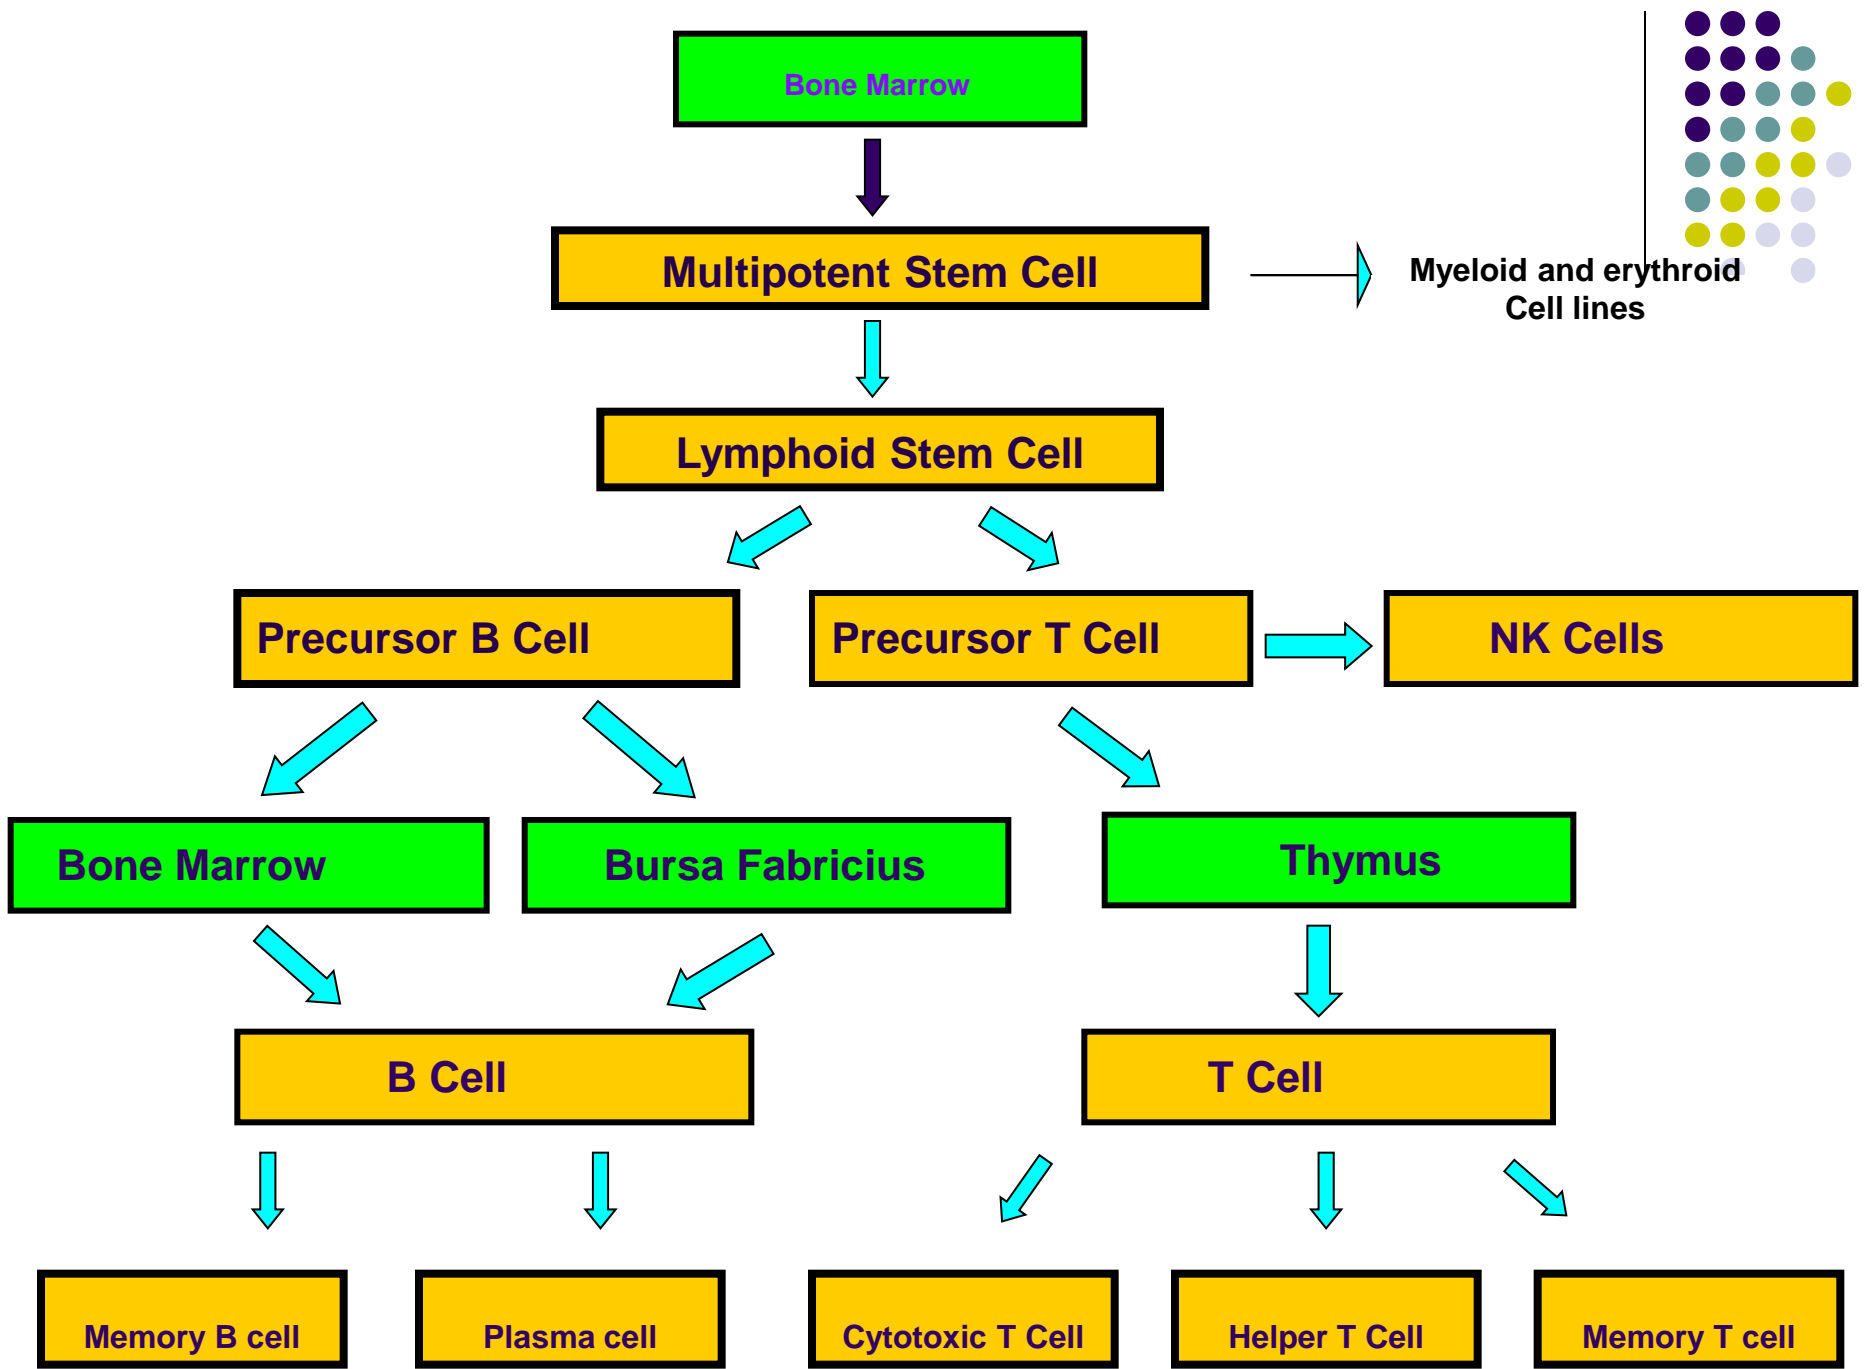 Bone Marrow
Multipotent Stem Cell
Myeloid and erythroid
Cell lines
Lymphoid Stem Cell
Precursor B Cell
Precursor T Cell
NK Cells
Bone Marrow
Bursa Fabricius
Thymus
B Cell
T Cell
Memory B cell
Plasma cell
Cytotoxic T Cell
Helper T Cell
Memory T cell